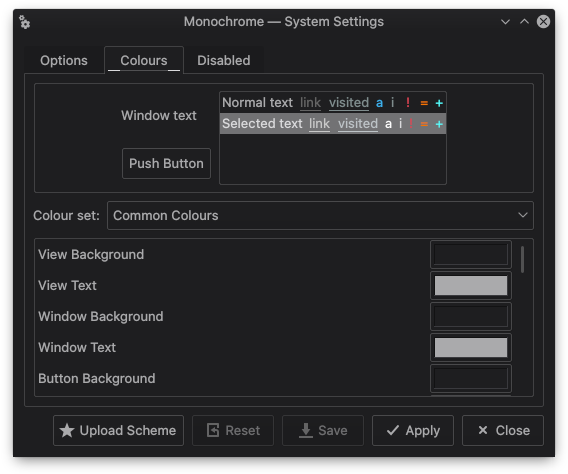 Monochrome — System Settings
Options Colours Disabled
Window text
Normal text link visited a i ! = +
Selected text link visited a i ! = +
Push Button
Colour set: Common Colours
View Background
View Text
Window Background
Window Text
Button Background
Upload Scheme Reset Save Apply Close